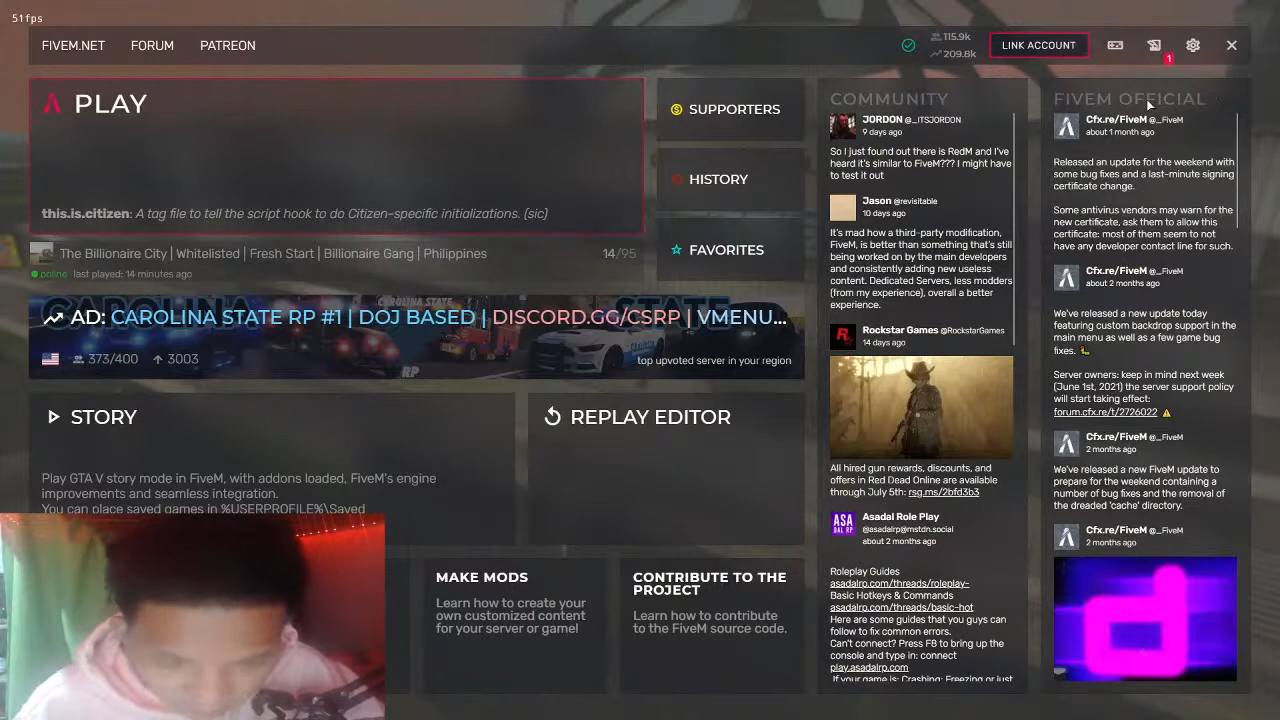 51fps
FIVEM.NET
FORUM
PATREON
115.9k
209.8k
LINK ACCOUNT
1
PLAY
this.is.citizen: A tag file to tell the script hook to do Citizen-specific initializations. (sic)
The Billionaire City | Whitelisted | Fresh Start | Billionaire Gang | Philippines
14/95
online last played: 14 minutes ago
SUPPORTERS
HISTORY
FAVORITES
AD: CAROLINA STATE RP #1 | DOJ BASED | DISCORD.GG/CSRP | VMENU...
373/400
3003
top upvoted server in your region
STORY
Play GTA V story mode in FiveM, with addons loaded, FiveM's engine
improvements and seamless integration.
You can place saved games in %USERPROFILE%\Saved
REPLAY EDITOR
MAKE MODS
Learn how to create your
own customized content
for your server or game!
CONTRIBUTE TO THE
PROJECT
Learn how to contribute
to the FiveM source code.
COMMUNITY
JORDON @_ITSJORDON
9 days ago
So I just found out there is RedM and I've
heard it's similar to FiveM??? I might have
to test it out
Jason @revisitable
10 days ago
It's mad how a third-party modification,
FiveM, is better than something that's still
being worked on by the main developers
and consistently adding new useless
content. Dedicated Servers, less modders
(from my experience), overall a better
experience.
Rockstar Games @RockstarGames
14 days ago
All hired gun rewards, discounts, and
offers in Red Dead Online are available
through July 5th: rsg.ms/2bfd3b3
ASA
DAL RP
Asadal Role Play
@asadalrp@mstdn.social
about 2 months ago
Roleplay Guides
asadalrp.com/threads/roleplay-
Basic Hotkeys & Commands
asadalrp.com/threads/basic-hot
Here are some guides that you guys can
follow to fix common errors.
Can't connect? Press F8 to bring up the
console and type in: connect
play.asadalrp.com
If your game is: Crashing; Freezing or just
FIVEM OFFICIAL
Cfx.re/FiveM @_FiveM
about 1 month ago
Released an update for the weekend with
some bug fixes and a last-minute signing
certificate change.
Some antivirus vendors may warn for the
new certificate, ask them to allow this
certificate: most of them seem to not
have any developer contact line for such.
Cfx.re/FiveM @_FiveM
about 2 months ago
We've released a new update today
featuring custom backdrop support in the
main menu as well as a few game bug
fixes.
Server owners: keep in mind next week
(June 1st, 2021) the server support policy
will start taking effect:
forum.cfx.re/t/2726022
Cfx.re/FiveM @_FiveM
2 months ago
We've released a new FiveM update to
prepare for the weekend containing a
number of bug fixes and the removal of
the dreaded 'cache' directory.
Cfx.re/FiveM @_FiveM
2 months ago